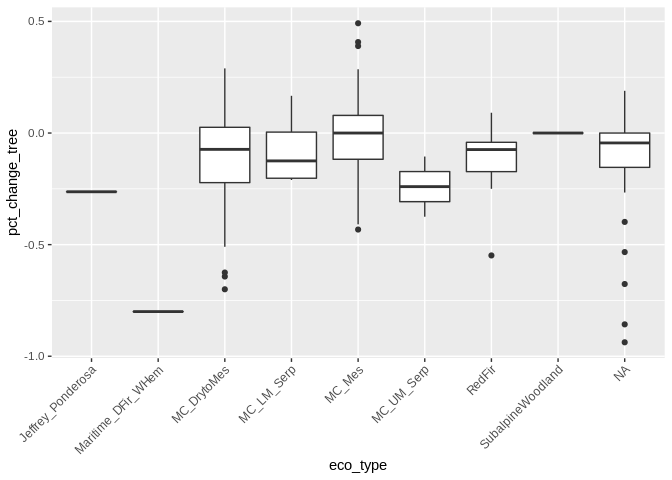 pct_change_tree
0.5
0.0
-0.5
-1.0
Jeffrey_Ponderosa
Maritime_DFir_WHem
MC_DrytoMes
MC_LM_Serp
MC_Mes
MC_UM_Serp
RedFir
SubalpineWoodland
NA
eco_type